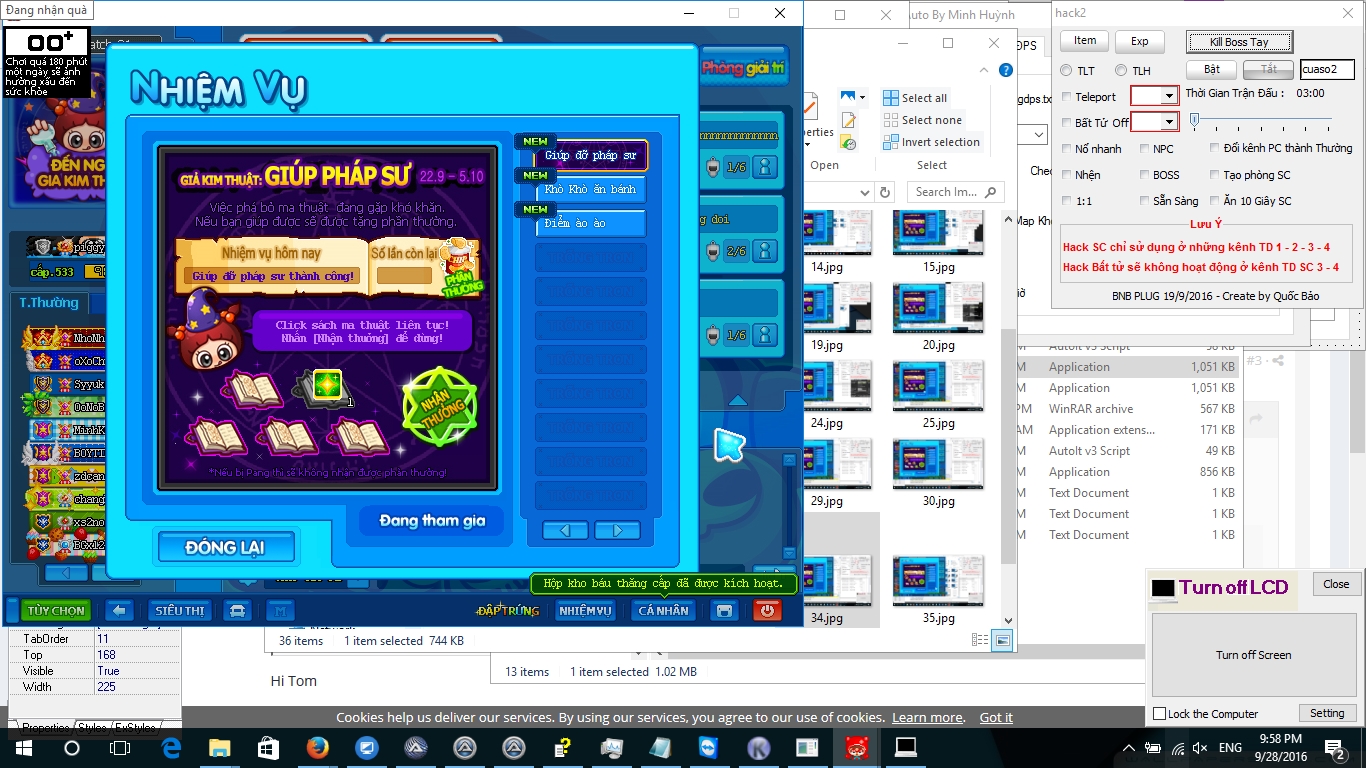 Đang nhận quà
00+
Chơi quá 180 phút
một ngày sẽ ảnh
hưởng xấu đến
sức khỏe
NHIỆM VỤ
GIẢ KIM THUẬT: GIÚP PHÁP SƯ 22.9 - 5.10
Việc phá bỏ ma thuật đang gặp khó khăn.
Nếu bạn giúp được sẽ được tặng phần thưởng.
Nhiệm vụ hôm nay
Số lần còn lại
Giúp đỡ pháp sư thành công!
PHẦN
THƯỞNG
Click sách ma thuật liên tục!
Nhấn [Nhận thưởng] để dừng!
1
NHẬN
THƯỞNG
*Nếu bị Pang thì sẽ không nhận được phần thưởng!
Đang tham gia
ĐÓNG LẠI
NEW
Giúp đỡ pháp sư
NEW
Khò Khò ăn bánh
NEW
Điểm ào ào
Phòng giải trí
1/6
2/6
1/6
ĐẾN NG
GIA KIM T
piggy
cấp.533
T.Thường
NhoNh
oXoCh
Syyuk
OoNoB
MinhK
BOYTI
zdcan
chang
xs2no
BGx12
Hộp kho báu thăng cấp đã được kích hoạt.
TÙY CHỌN
SIÊU THỊ
M
ĐẬP TRỨNG
NHIỆM VỤ
CÁ NHÂN
TabOrder 11
Top 168
Visible True
Width 225
Properties Styles ExStyles
36 items 1 item selected 744 KB
13 items 1 item selected 1.02 MB
Hi Tom
Cookies help us deliver our services. By using our services, you agree to our use of cookies. Learn more. Got it
Auto By Minh Huỳnh
Select all
Select none
Invert selection
Open
Select
Search Im...
14.jpg 15.jpg
19.jpg 20.jpg
24.jpg 25.jpg
29.jpg 30.jpg
34.jpg 35.jpg
hack2
Item
Exp
Kill Boss Tay
TLT
TLH
Bật
Tắt
cuaso2
Teleport
Thời Gian Trận Đấu : 03:00
Bất Tử Off
Nổ nhanh
NPC
Đối kênh PC thành Thường
Nhện
BOSS
Tạo phòng SC
1:1
Sẵn Sàng
Ăn 10 Giây SC
Lưu Ý
Hack SC chỉ sử dụng ở những kênh TD 1 - 2 - 3 - 4
Hack Bất tử sẽ không hoạt động ở kênh TD SC 3 - 4
BNB PLUG 19/9/2016 - Create by Quốc Bảo
AutoIt v3 Script
Application 1,051 KB
Application 1,051 KB
WinRAR archive 567 KB
Application extens... 171 KB
AutoIt v3 Script 49 KB
Application 856 KB
Text Document 1 KB
Text Document 1 KB
Text Document 1 KB
#3
Turn off LCD
Close
Turn off Screen
Lock the Computer
Setting
ENG
9:58 PM
9/28/2016
2